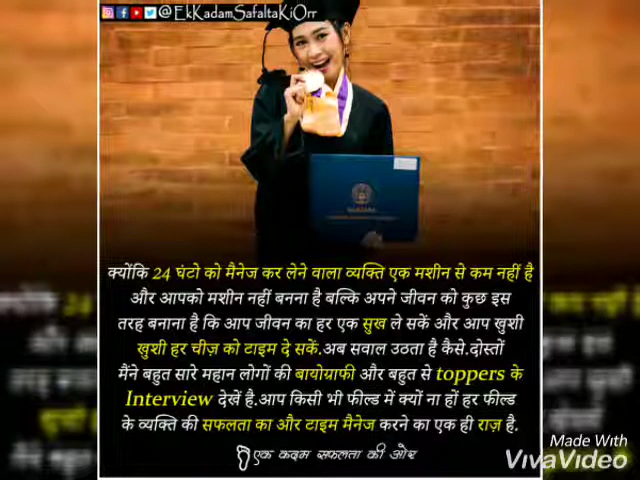 @EkKadamSafaltaKiOrr
क्योंकि 24 घंटो को मैनेज कर लेने वाला व्यक्ति एक मशीन से कम नहीं है
और आपको मशीन नहीं बनना है बल्कि अपने जीवन को कुछ इस
तरह बनाना है कि आप जीवन का हर एक सुख ले सकें और आप खुशी
खुशी हर चीज़ को टाइम दे सकें.अब सवाल उठता है कैसे.दोस्तों
मैंने बहुत सारे महान लोगों की बायोग्राफी और बहुत से toppers के
Interview देखें है.आप किसी भी फील्ड में क्यों ना हों हर फील्ड
के व्यक्ति की सफलता का और टाइम मैनेज करने का एक ही राज़ है.
एक कदम सफलता की ओर
Made With
VivaVideo